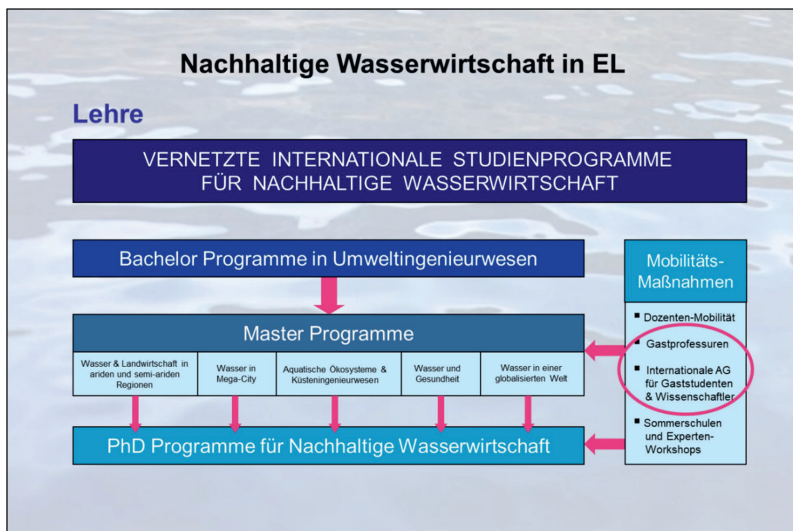 Nachhaltige Wasserwirtschaft in EL
Lehre
VERNETZTE INTERNATIONALE STUDIENPROGRAMME
FÜR NACHHALTIGE WASSERWIRTSCHAFT
Bachelor Programme in Umweltingenieurwesen
Master Programme
Wasser & Landwirtschaft in
ariden und semi-ariden
Regionen
Wasser in
Mega-City
Aquatische Ökosysteme &
Küsteningenieurwesen
Wasser und
Gesundheit
Wasser in einer
globalisierten Welt
PhD Programme für Nachhaltige Wasserwirtschaft
Mobilitäts-
Maßnahmen
▪ Dozenten-Mobilität
▪ Gastprofessuren
▪ Internationale AG
für Gaststudenten
& Wissenschaftler
▪ Sommerschulen
und Experten-
Workshops